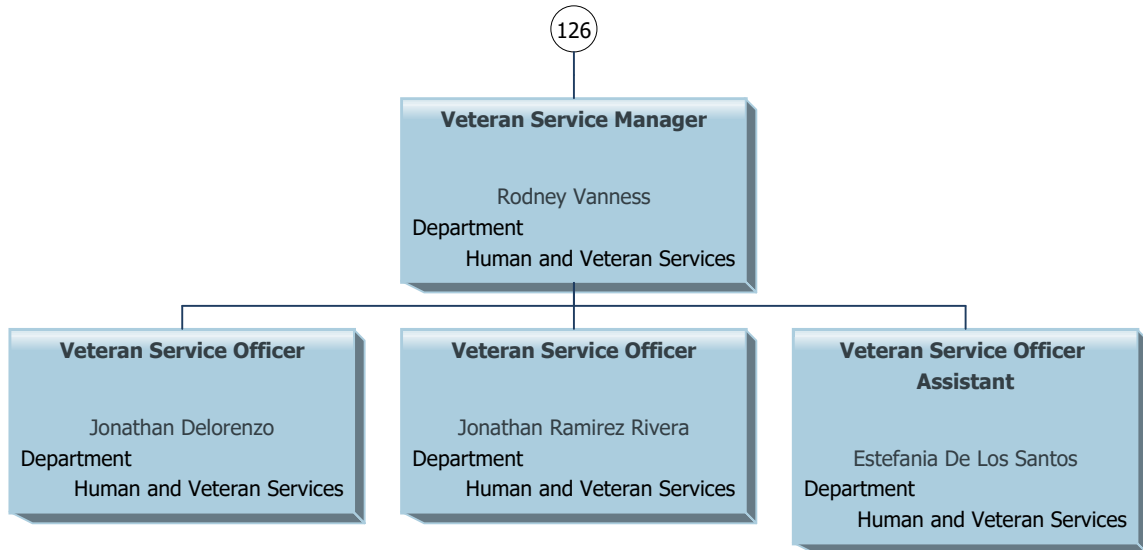 126
Veteran Service Manager
Rodney Vanness
Department
Human and Veteran Services
Veteran Service Officer
Jonathan Delorenzo
Department
Human and Veteran Services
Veteran Service Officer
Jonathan Ramirez Rivera
Department
Human and Veteran Services
Veteran Service Officer
Assistant
Estefania De Los Santos
Department
Human and Veteran Services